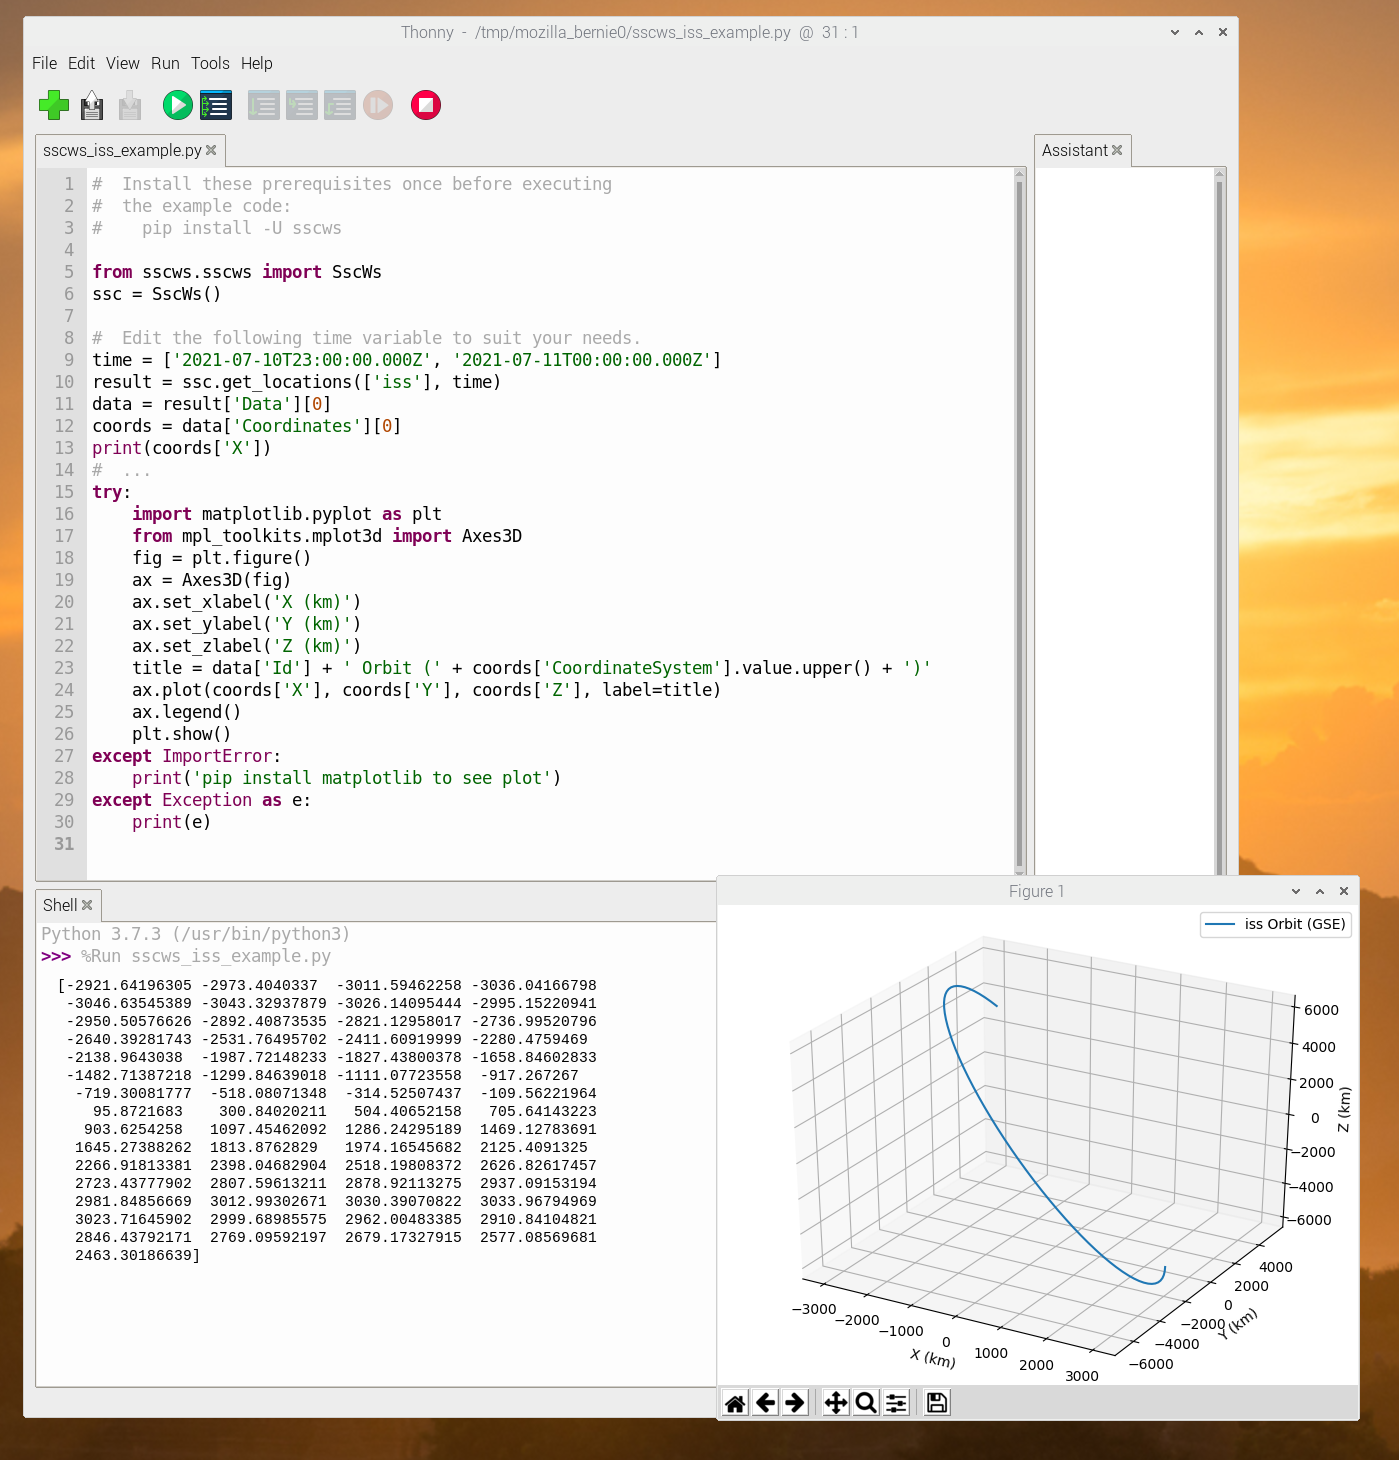 Thonny - /tmp/mozilla_bernie0/sscws_iss_example.py @ 31 : 1
File Edit View Run Tools Help
sscws_iss_example.py
Assistant
1 #  Install these prerequisites once before executing
2 #  the example code:
3 #    pip install -U sscws
4
5 from sscws.sscws import SscWs
6 ssc = SscWs()
7
8 #  Edit the following time variable to suit your needs.
9 time = ['2021-07-10T23:00:00.000Z', '2021-07-11T00:00:00.000Z']
10 result = ssc.get_locations(['iss'], time)
11 data = result['Data'][0]
12 coords = data['Coordinates'][0]
13 print(coords['X'])
14 #  ...
15 try:
16     import matplotlib.pyplot as plt
17     from mpl_toolkits.mplot3d import Axes3D
18     fig = plt.figure()
19     ax = Axes3D(fig)
20     ax.set_xlabel('X (km)')
21     ax.set_ylabel('Y (km)')
22     ax.set_zlabel('Z (km)')
23     title = data['Id'] + ' Orbit (' + coords['CoordinateSystem'].value.upper() + ')'
24     ax.plot(coords['X'], coords['Y'], coords['Z'], label=title)
25     ax.legend()
26     plt.show()
27 except ImportError:
28     print('pip install matplotlib to see plot')
29 except Exception as e:
30     print(e)
31
Shell
Python 3.7.3 (/usr/bin/python3)
>>> %Run sscws_iss_example.py
[-2921.64196305 -2973.4040337  -3011.59462258 -3036.04166798
-3046.63545389 -3043.32937879 -3026.14095444 -2995.15220941
-2950.50576626 -2892.40873535 -2821.12958017 -2736.99520796
-2640.39281743 -2531.76495702 -2411.60919999 -2280.4759469
-2138.9643038  -1987.72148233 -1827.43800378 -1658.84602833
-1482.71387218 -1299.84639018 -1111.07723558  -917.267267
-719.30081777  -518.08071348  -314.52507437  -109.56221964
95.8721683    300.84020211   504.40652158   705.64143223
903.6254258   1097.45462092  1286.24295189  1469.12783691
1645.27388262  1813.8762829   1974.16545682  2125.4091325
2266.91813381  2398.04682904  2518.19808372  2626.82617457
2723.43777902  2807.59613211  2878.92113275  2937.09153194
2981.84856669  3012.99302671  3030.39070822  3033.96794969
3023.71645902  2999.68985575  2962.00483385  2910.84104821
2846.43792171  2769.09592197  2679.17327915  2577.08569681
2463.30186639]
Figure 1
iss Orbit (GSE)
6000
4000
2000
0
−2000
−4000
−6000
Z (km)
4000
2000
0
−2000
−4000
−6000
Y (km)
−3000
−2000
−1000
0
1000
2000
3000
X (km)